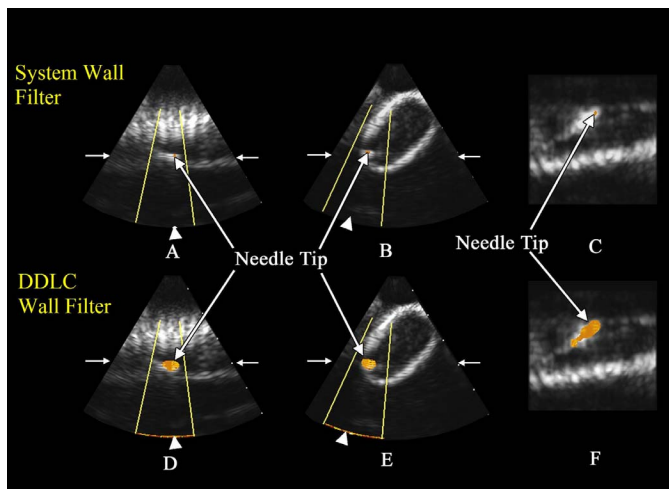 System Wall
Filter
A
B
C
Needle Tip
Needle Tip
DDLC
Wall Filter
D
E
F